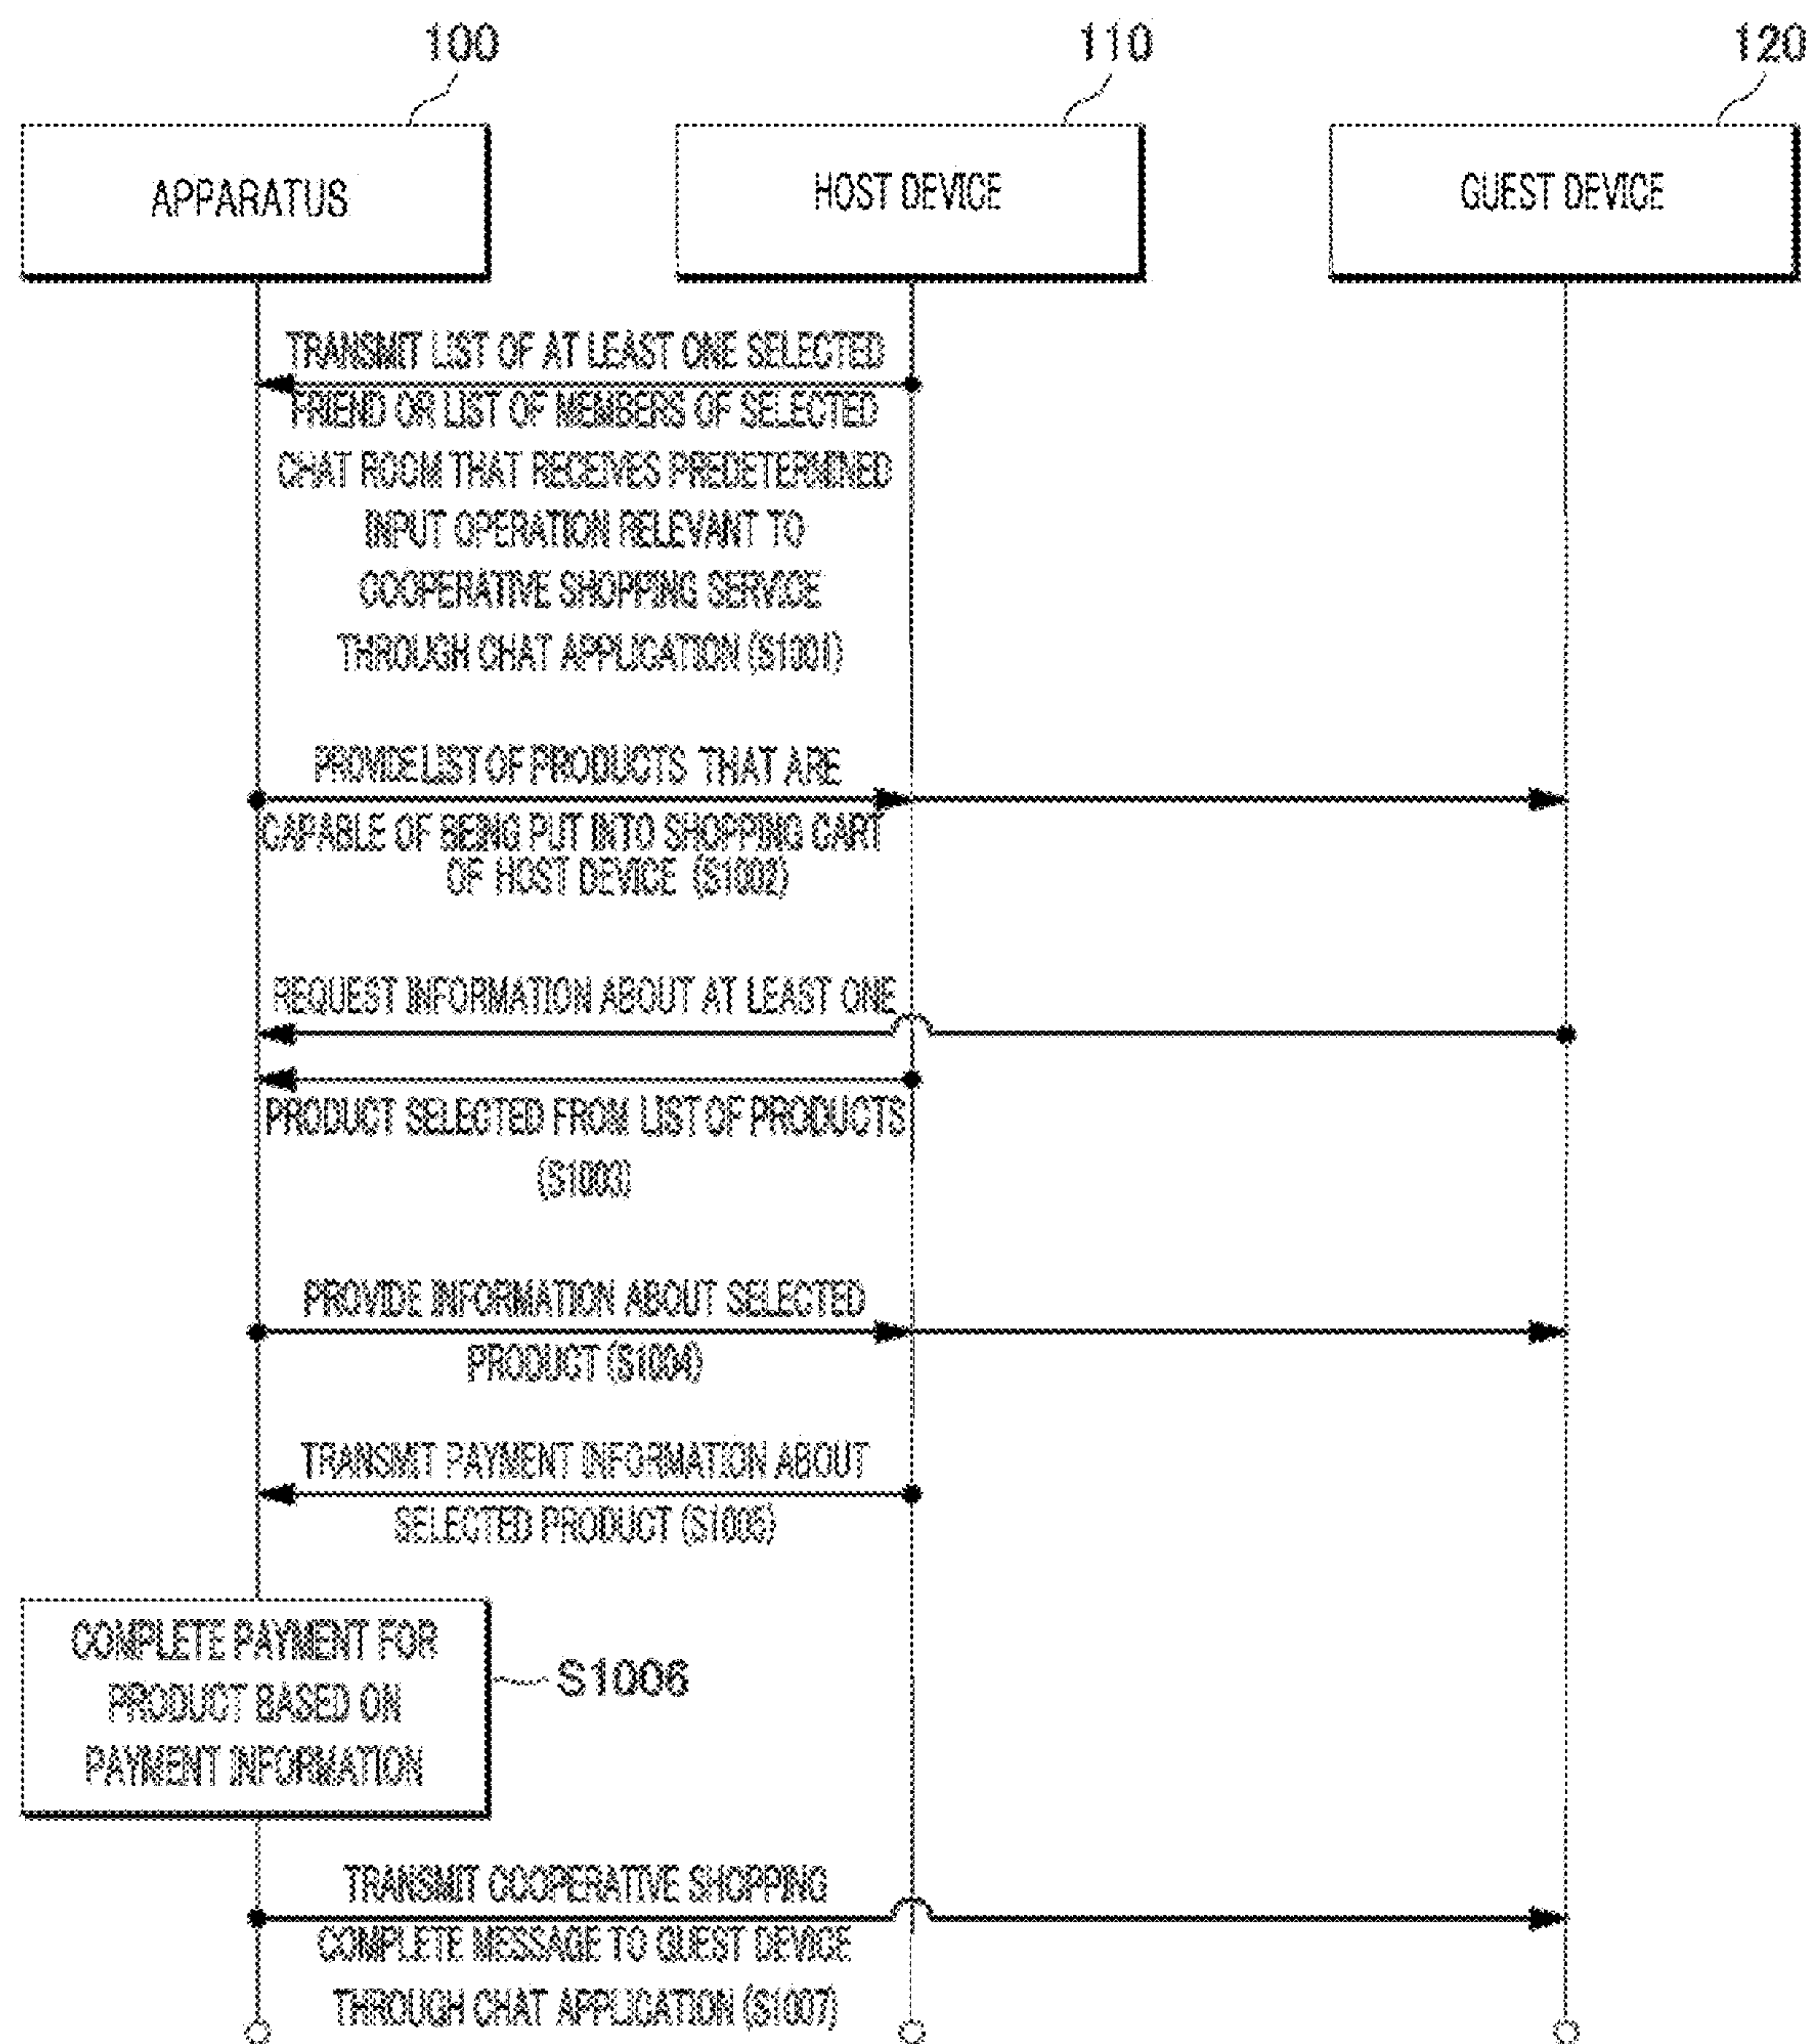 100
110
120
APPARATUS
HOST DEVICE
GUEST DEVICE
TRANSMIT LIST OF AT LEAST ONE SELECTED
FRIEND OR LIST OF MEMBERS OF SELECTED
CHAT ROOM THAT RECEIVES PREDETERMINED
INPUT OPERATION RELEVANT TO
COOPERATIVE SHOPPING SERVICE
THROUGH CHAT APPLICATION (S1001)
PROVIDE LIST OF PRODUCTS THAT ARE
CAPABLE OF BEING PUT INTO SHOPPING CART
OF HOST DEVICE (S1002)
REQUEST INFORMATION ABOUT AT LEAST ONE
PRODUCT SELECTED FROM LIST OF PRODUCTS
(S1003)
PROVIDE INFORMATION ABOUT SELECTED
PRODUCT (S1004)
TRANSMIT PAYMENT INFORMATION ABOUT
SELECTED PRODUCT (S1005)
COMPLETE PAYMENT FOR
PRODUCT BASED ON
PAYMENT INFORMATION
S1006
TRANSMIT COOPERATIVE SHOPPING
COMPLETE MESSAGE TO GUEST DEVICE
THROUGH CHAT APPLICATION (S1007)